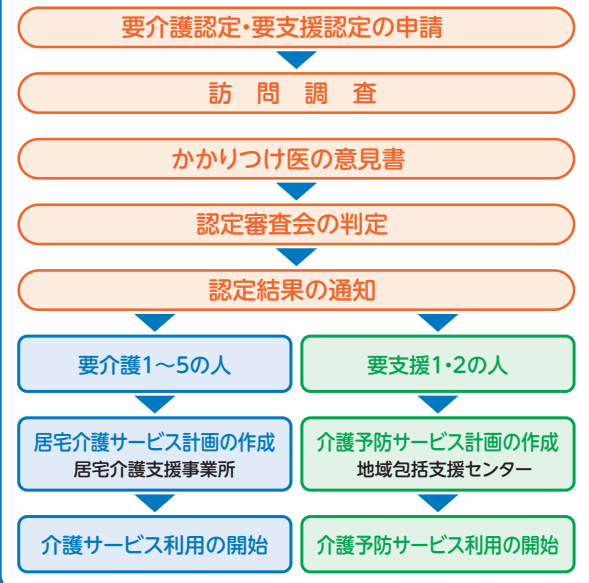 要介護認定・要支援認定の申請
訪問調査
かかりつけ医の意見書
認定審査会の判定
認定結果の通知
要介護1〜5の人
要支援1・2の人
居宅介護サービス計画の作成
居宅介護支援事業所
介護予防サービス計画の作成
地域包括支援センター
介護サービス利用の開始
介護予防サービス利用の開始